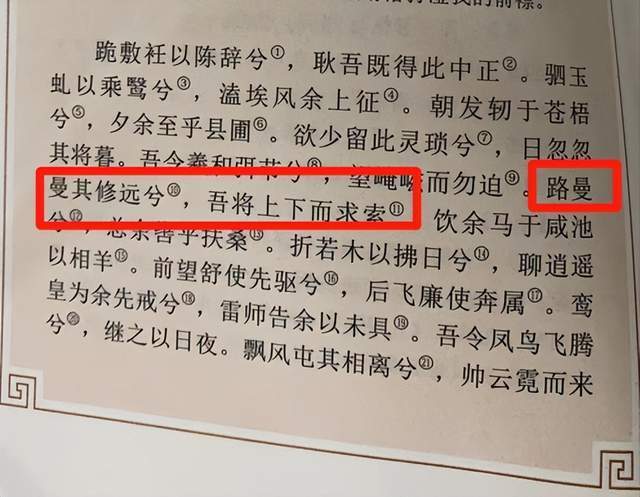 跪敷衽以陈辞兮①，耿吾既得此中正②。驷玉
虬以乘鹥兮③，溘埃风余上征④。朝发轫于苍梧
兮⑤，夕余至乎县圃⑥。欲少留此灵琐兮⑦，日忽忽
其将暮。吾令羲和弭节兮⑧，望崦嵫而勿迫⑨。路曼
曼其修远兮⑩，吾将上下而求索⑪。饮余马于咸池
兮⑫，总余辔乎扶桑⑬。折若木以拂日兮⑭，聊逍遥
以相羊⑮。前望舒使先驱兮⑯，后飞廉使奔属⑰。鸾
皇为余先戒兮⑱，雷师告余以未具⑲。吾令凤鸟飞腾
兮⑳，继之以日夜。飘风屯其相离兮㉑，帅云霓而来